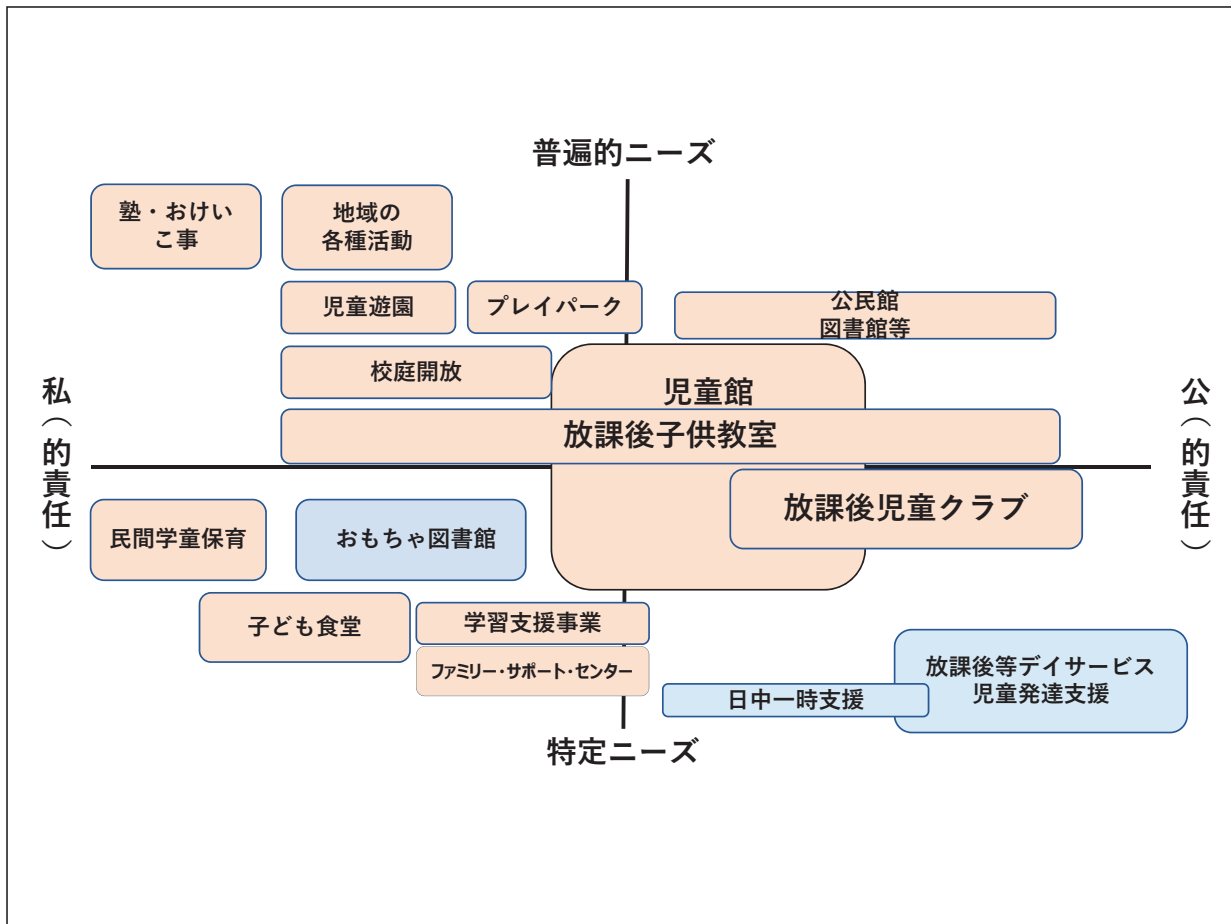 普遍的ニーズ
塾・おけい
こ事
地域の
各種活動
児童遊園
プレイパーク
公民館
図書館等
校庭開放
児童館
放課後子供教室
私（的責任）
公（的責任）
放課後児童クラブ
民間学童保育
おもちゃ図書館
子ども食堂
学習支援事業
ファミリー・サポート・センター
放課後等デイサービス
児童発達支援
日中一時支援
特定ニーズ